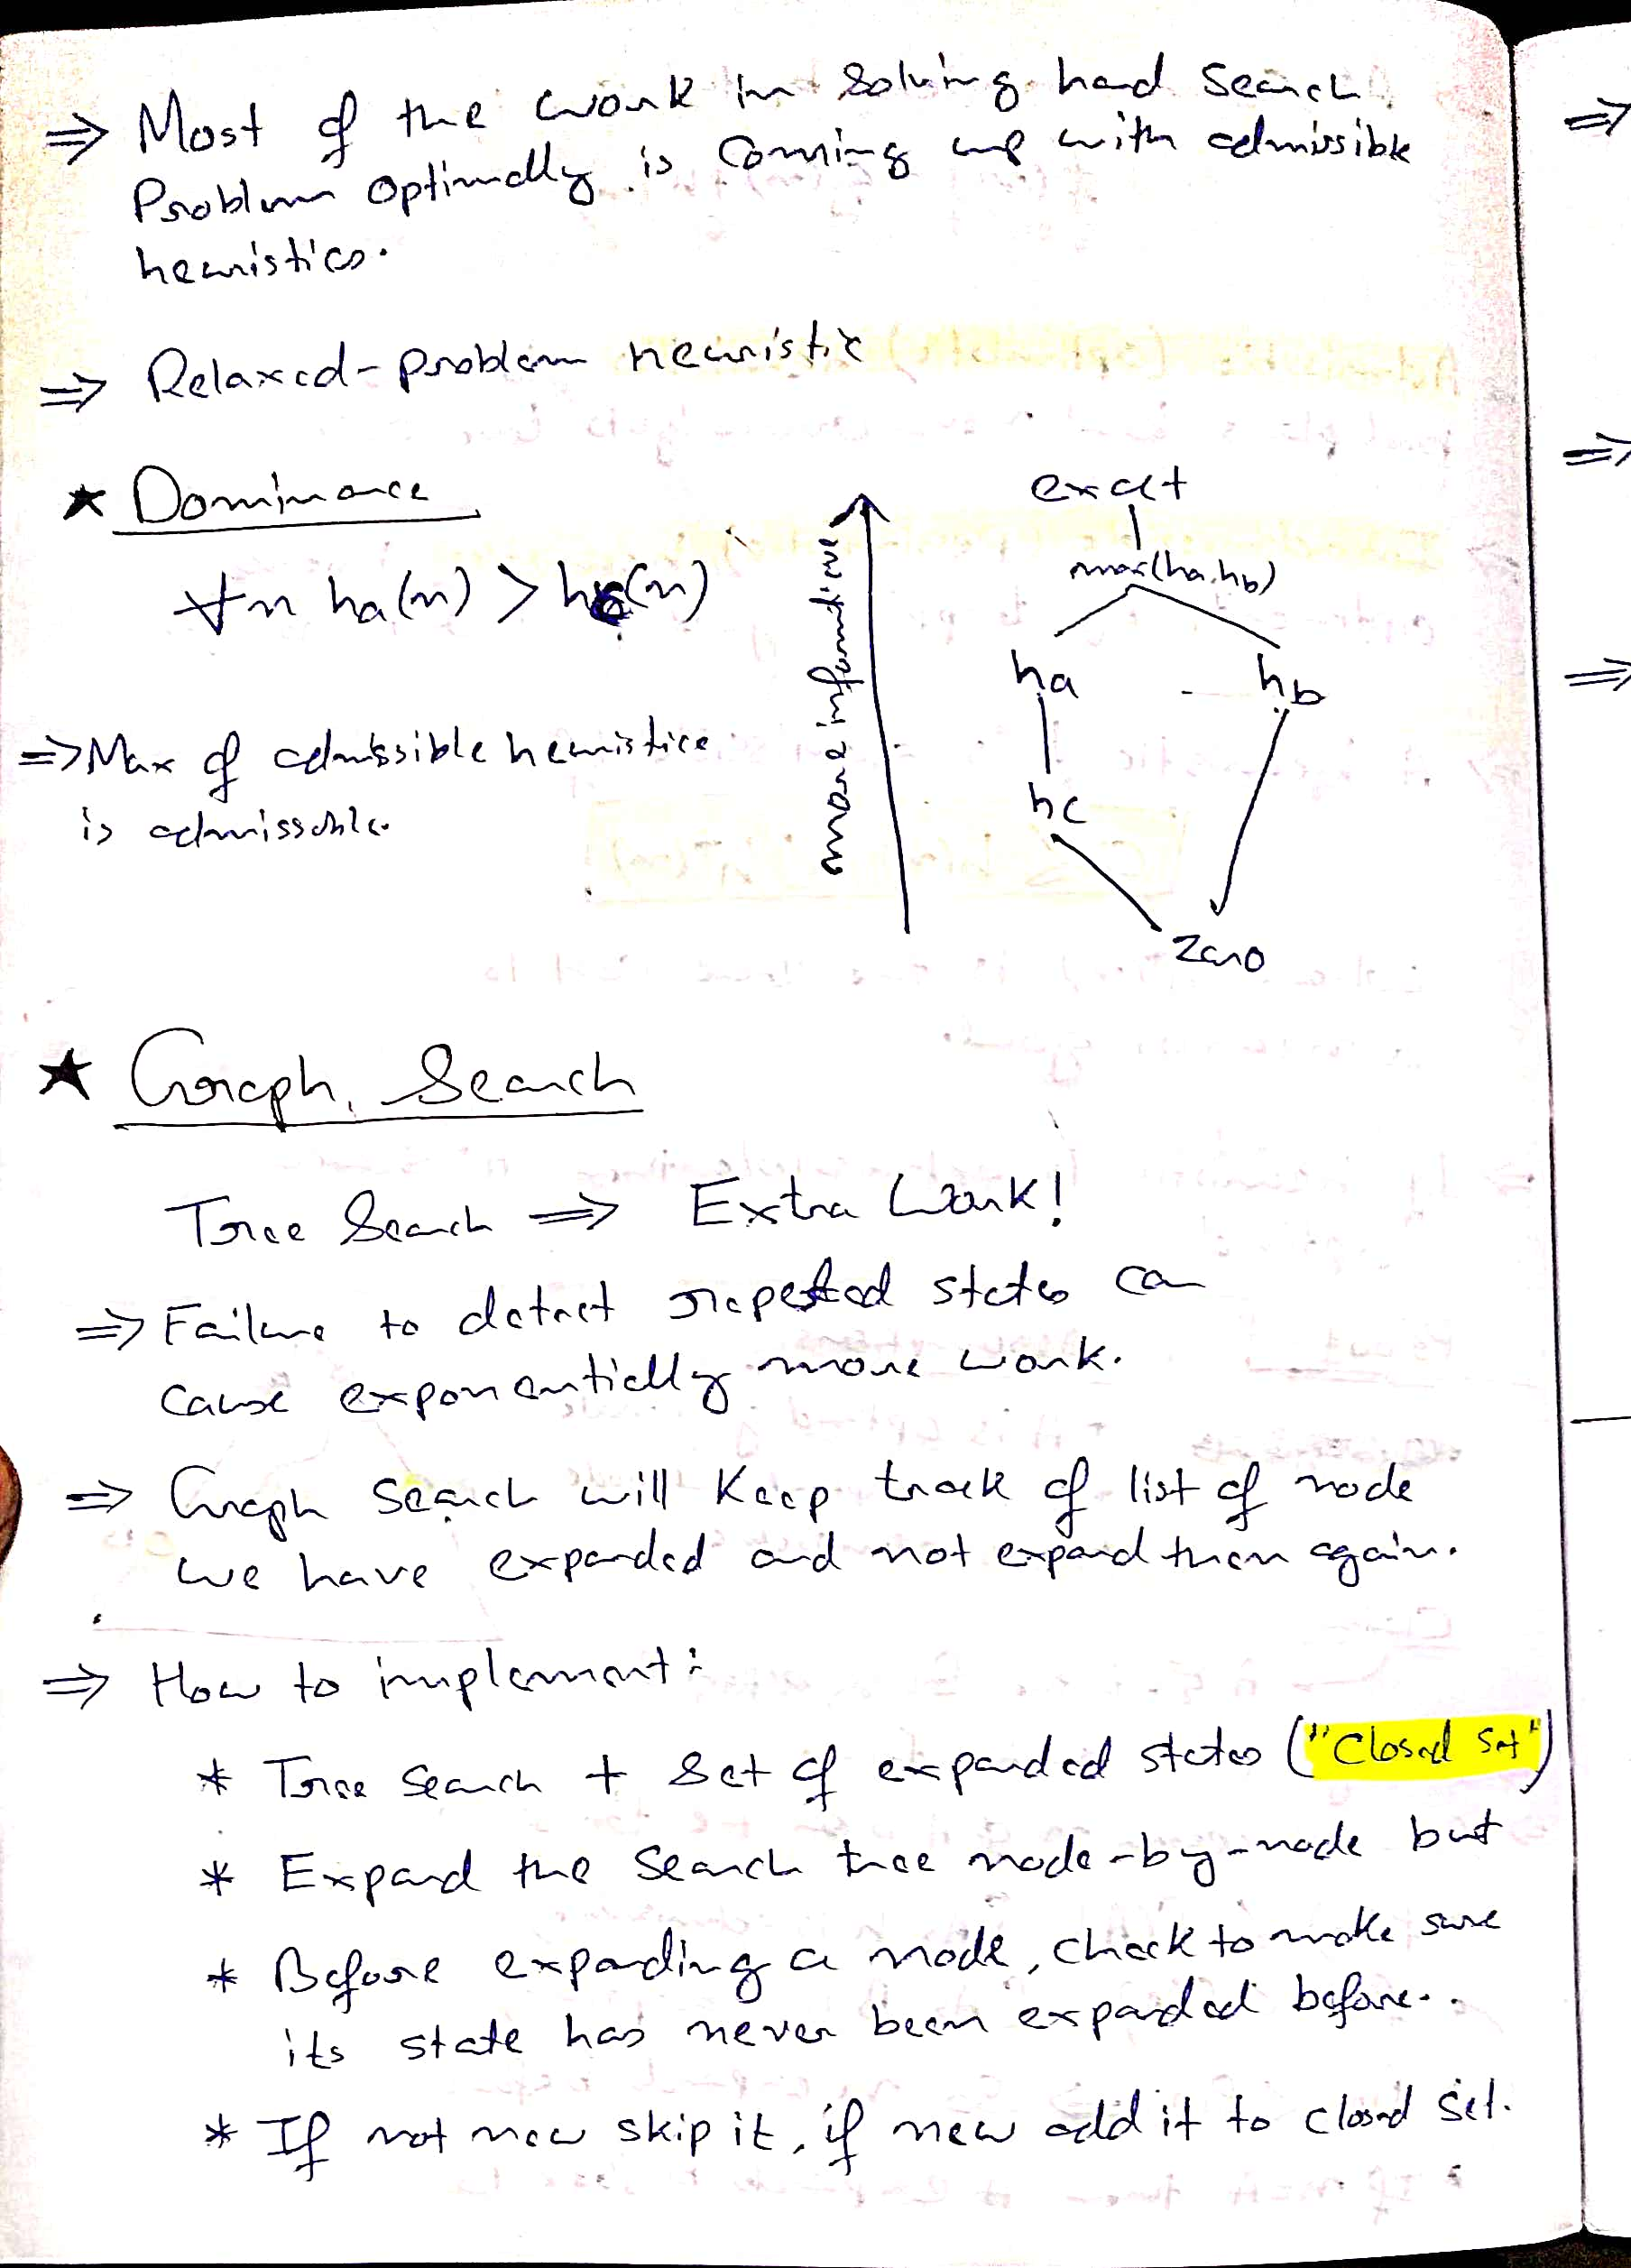 ⇒ Most of the work in solving hard search
Problem optimally is coming up with admissible
heuristics.
⇒ Relaxed-problem heuristic
★ Dominance
∀n ha(n) > hc(n)
⇒ Max of admissible heuristics
is admissable.
more informative
exact
max(ha, hb)
ha
hb
hc
zero
★ Graph Search
Tree Search ⇒ Extra Work!
⇒ Failure to detect repeated states can
cause exponentially more work.
⇒ Graph search will keep track of list of node
we have expanded and not expand them again.
⇒ How to implement:
* Tree search + set of expanded states ("Closed set")
* Expand the search tree node-by-node but
* Before expanding a node, check to make sure
its state has never been expanded before.
* If not new skip it, if new add it to closed set.
⇒
⇒
⇒